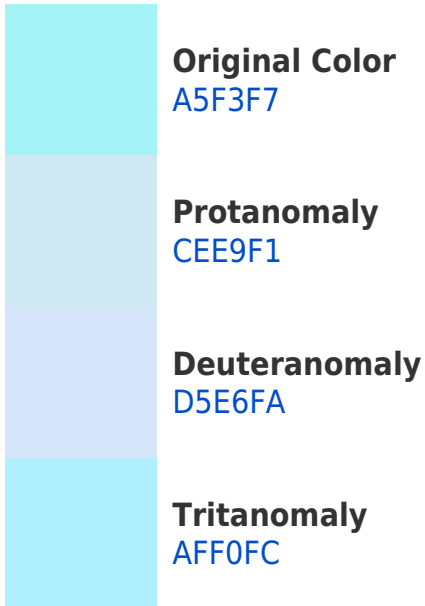 Original Color
A5F3F7
Protanomaly
CEE9F1
Deuteranomaly
D5E6FA
Tritanomaly
AFF0FC